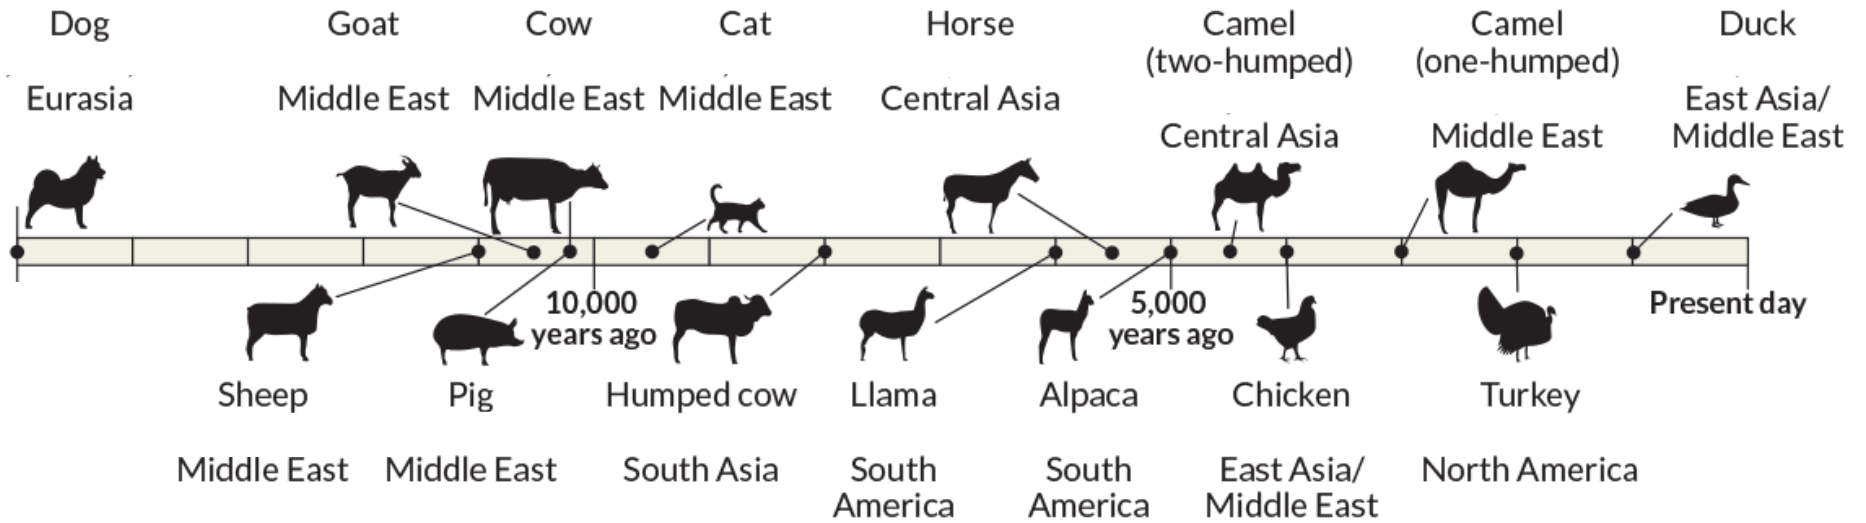 Dog
Goat
Cow
Cat
Horse
Camel
(two-humped)
Camel
(one-humped)
Duck
Eurasia
Middle East
Middle East
Middle East
Central Asia
Central Asia
Middle East
East Asia/
Middle East
10,000
years ago
5,000
years ago
Present day
Sheep
Pig
Humped cow
Llama
Alpaca
Chicken
Turkey
Middle East
Middle East
South Asia
South
America
South
America
East Asia/
Middle East
North America